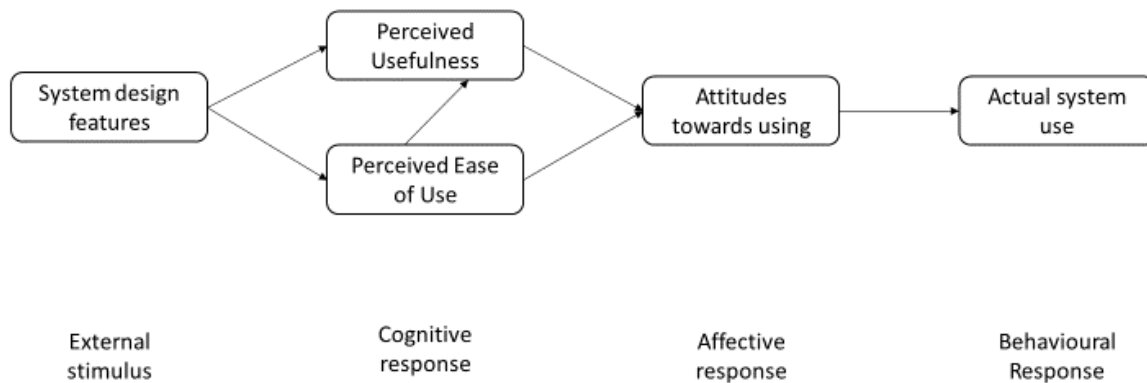 Perceived
Usefulness
System design
features
Perceived Ease
of Use
Attitudes
towards using
Actual system
use
External
stimulus
Cognitive
response
Affective
response
Behavioural
Response